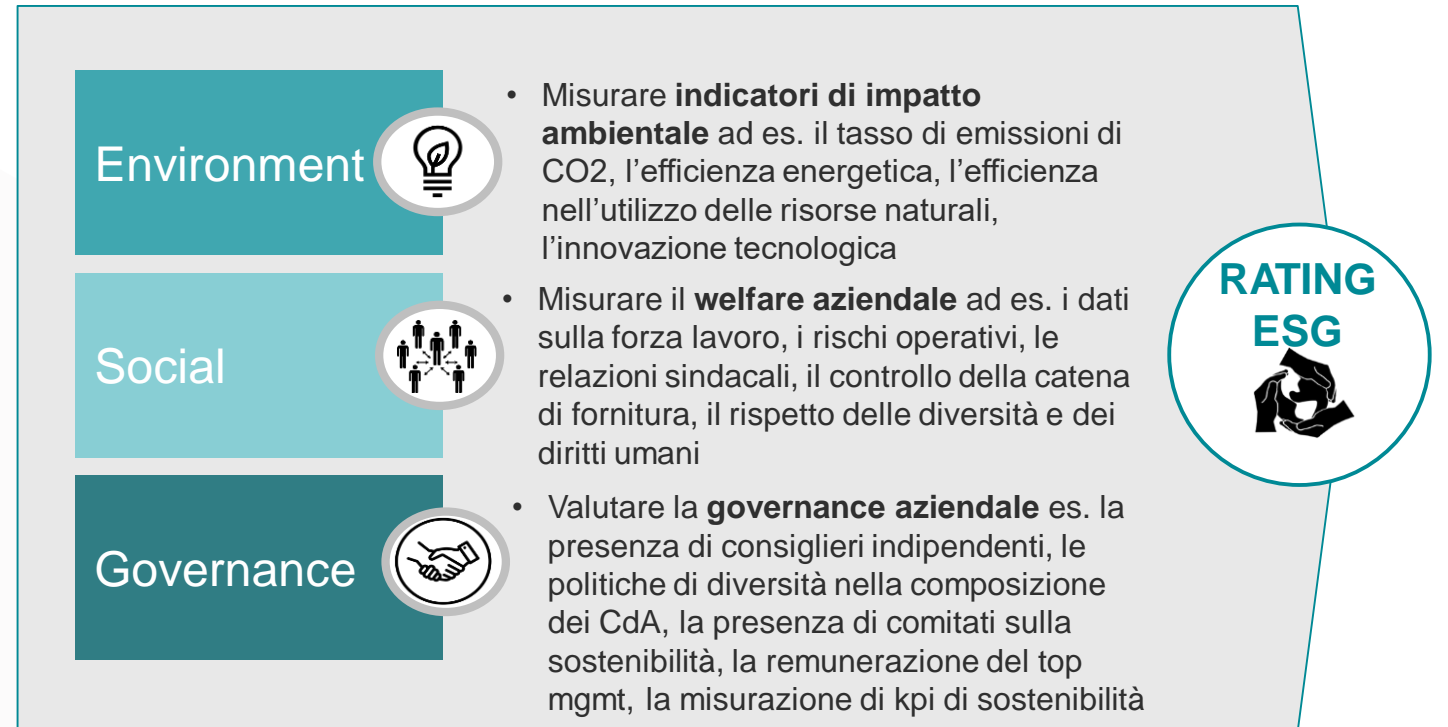 Environment
• Misurare indicatori di impatto
ambientale ad es. il tasso di emissioni di
CO2, l’efficienza energetica, l’efficienza
nell’utilizzo delle risorse naturali,
l’innovazione tecnologica
Social
• Misurare il welfare aziendale ad es. i dati
sulla forza lavoro, i rischi operativi, le
relazioni sindacali, il controllo della catena
di fornitura, il rispetto delle diversità e dei
diritti umani
Governance
• Valutare la governance aziendale es. la
presenza di consiglieri indipendenti, le
politiche di diversità nella composizione
dei CdA, la presenza di comitati sulla
sostenibilità, la remunerazione del top
mgmt, la misurazione di kpi di sostenibilità
RATING
ESG